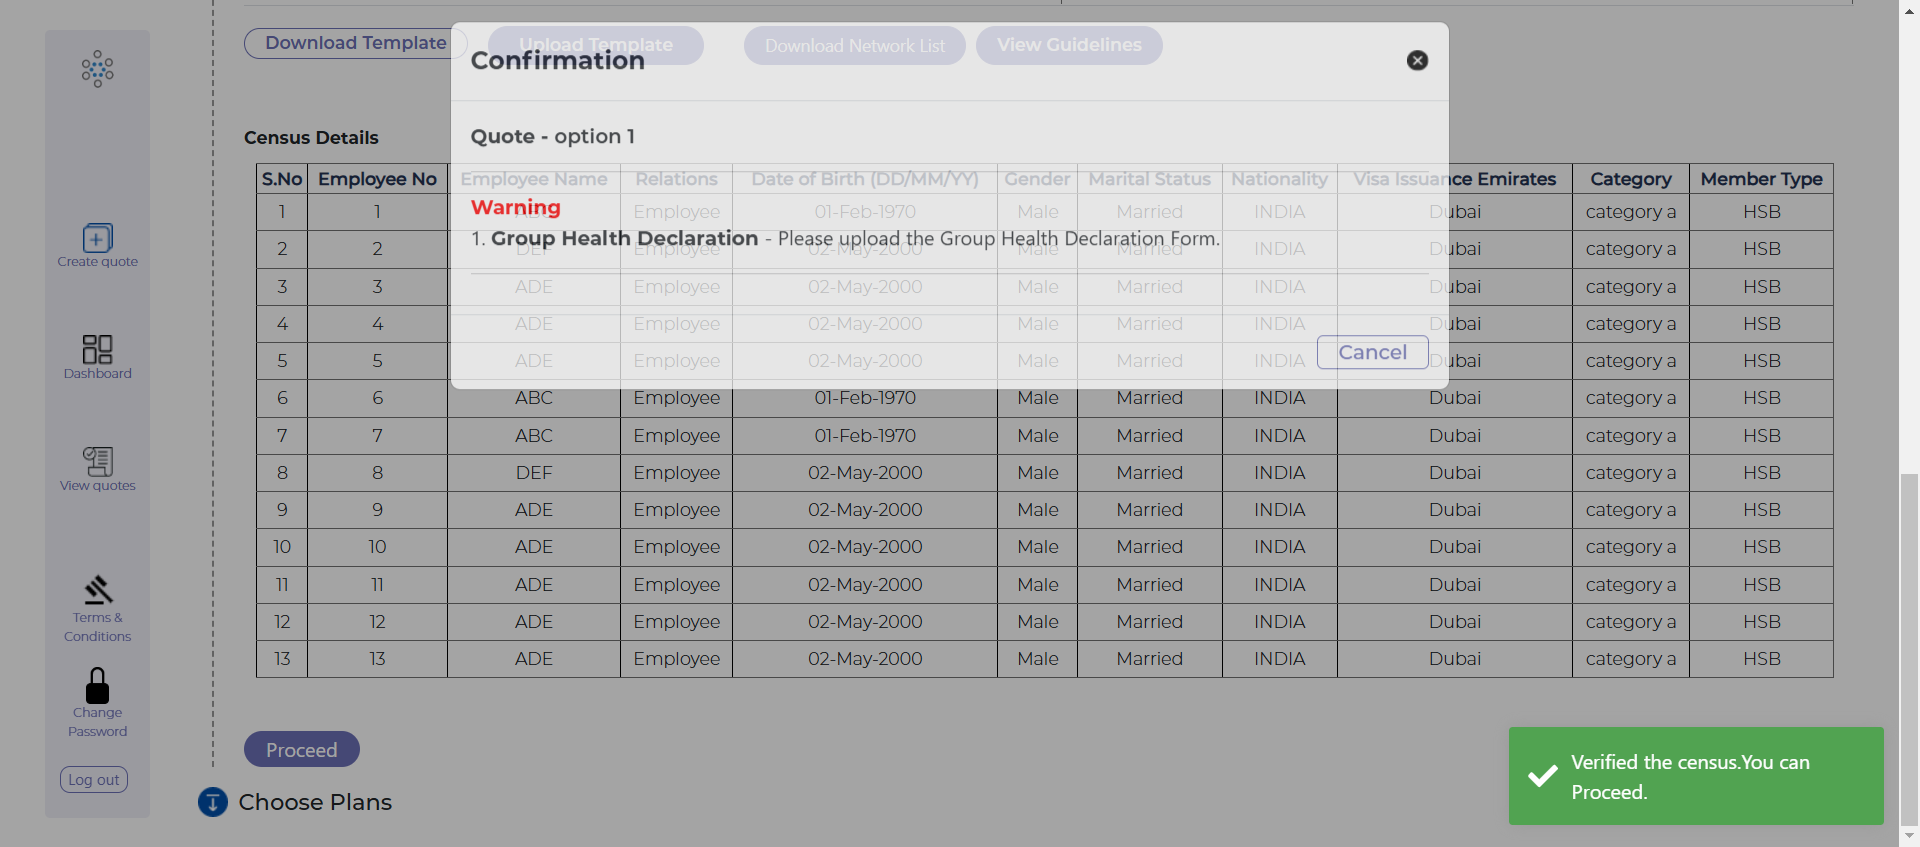 Download Template
Upload Template
Download Network List
View Guidelines
Confirmation
Quote - option 1
Warning
1. Group Health Declaration - Please upload the Group Health Declaration Form.
Cancel
Create quote
Dashboard
View quotes
Terms &
Conditions
Change
Password
Log out
Census Details
S.No Employee No Employee Name Relations Date of Birth (DD/MM/YY) Gender Marital Status Nationality Visa Issuance Emirates Category Member Type
1 1 ABC Employee 01-Feb-1970 Male Married INDIA Dubai category a HSB
2 2 DEF Employee 02-May-2000 Male Married INDIA Dubai category a HSB
3 3 ADE Employee 02-May-2000 Male Married INDIA Dubai category a HSB
4 4 ADE Employee 02-May-2000 Male Married INDIA Dubai category a HSB
5 5 ADE Employee 02-May-2000 Male Married INDIA Dubai category a HSB
6 6 ABC Employee 01-Feb-1970 Male Married INDIA Dubai category a HSB
7 7 ABC Employee 01-Feb-1970 Male Married INDIA Dubai category a HSB
8 8 DEF Employee 02-May-2000 Male Married INDIA Dubai category a HSB
9 9 ADE Employee 02-May-2000 Male Married INDIA Dubai category a HSB
10 10 ADE Employee 02-May-2000 Male Married INDIA Dubai category a HSB
11 11 ADE Employee 02-May-2000 Male Married INDIA Dubai category a HSB
12 12 ADE Employee 02-May-2000 Male Married INDIA Dubai category a HSB
13 13 ADE Employee 02-May-2000 Male Married INDIA Dubai category a HSB
Proceed
Choose Plans
Verified the census.You can
Proceed.